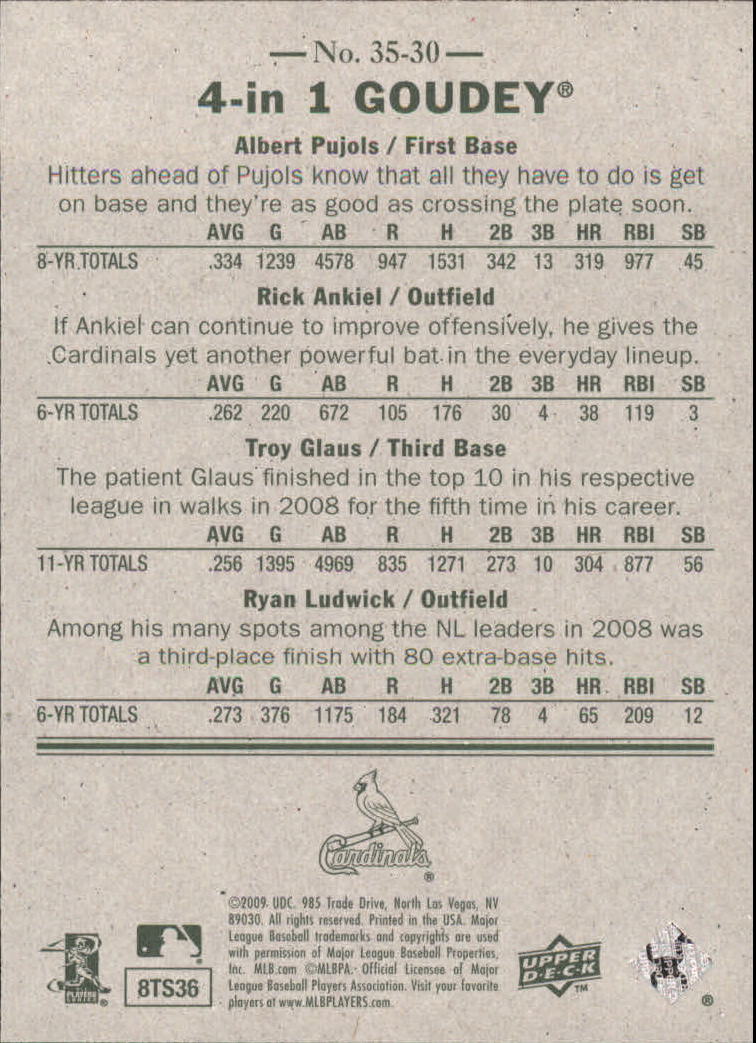 No. 35-30
4-in 1 GOUDEY®
Albert Pujols / First Base
Hitters ahead of Pujols know that all they have to do is get
on base and they're as good as crossing the plate soon.
AVG G AB R H 2B 3B HR RBI SB
8-YR.TOTALS .334 1239 4578 947 1531 342 13 319 977 45
Rick Ankiel / Outfield
If Ankiel can continue to improve offensively, he gives the
Cardinals yet another powerful bat in the everyday lineup.
AVG G AB R H 2B 3B HR RBI SB
6-YR TOTALS .262 220 672 105 176 30 4 38 119 3
Troy Glaus / Third Base
The patient Glaus finished in the top 10 in his respective
league in walks in 2008 for the fifth time in his career.
AVG G AB R H 2B 3B HR RBI SB
11-YR TOTALS .256 1395 4969 835 1271 273 10 304 877 56
Ryan Ludwick / Outfield
Among his many spots among the NL leaders in 2008 was
a third-place finish with 80 extra-base hits.
AVG G AB R H 2B 3B HR RBI SB
6-YR TOTALS .273 376 1175 184 321 78 4 65 209 12
Cardinals ®
©2009 UDC. 985 Trade Drive, North Las Vegas, NV
89030. All rights reserved. Printed in the USA. Major
League Baseball trademarks and copyrights are used
with permission of Major League Baseball Properties,
Inc. MLB.com ©MLBPA. Official Licensee of Major
League Baseball Players Association. Visit your favorite
players at www.MLBPLAYERS.com.
8TS36
UPPER
DECK TM
®